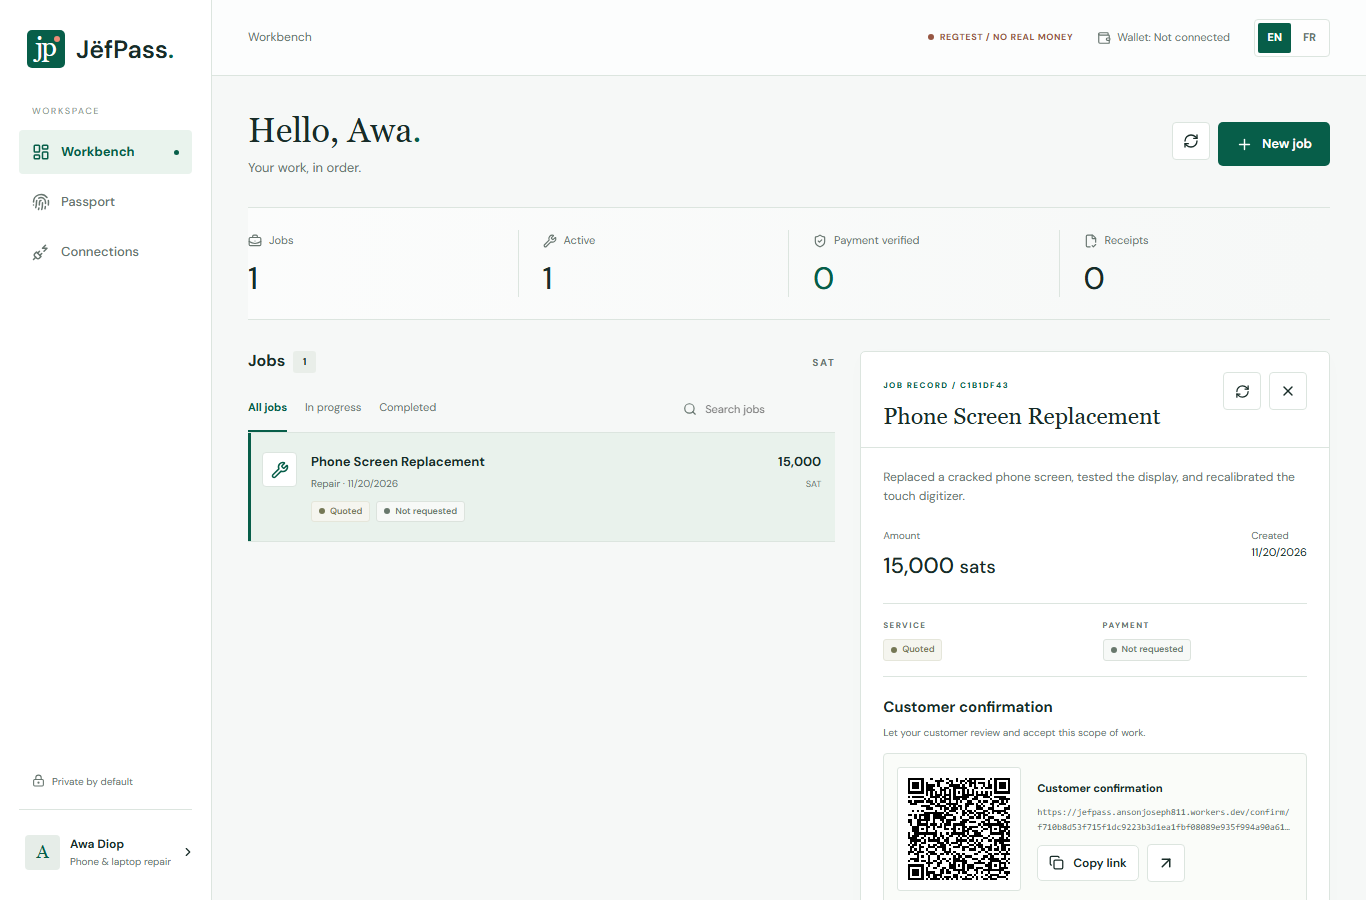 jp JëfPass.
WORKSPACE
Workbench
Passport
Connections
Private by default
A
Awa Diop
Phone & laptop repair
Workbench
REGTEST / NO REAL MONEY
Wallet: Not connected
EN FR
Hello, Awa.
Your work, in order.
New job
Jobs
1
Active
1
Payment verified
0
Receipts
0
Jobs 1
SAT
All jobs In progress Completed
Search jobs
Phone Screen Replacement
15,000
Repair · 11/20/2026
SAT
Quoted Not requested
JOB RECORD / C1B1DF43
Phone Screen Replacement
Replaced a cracked phone screen, tested the display, and recalibrated the
touch digitizer.
Amount
15,000 sats
Created
11/20/2026
SERVICE
Quoted
PAYMENT
Not requested
Customer confirmation
Let your customer review and accept this scope of work.
Customer confirmation
https://jefpass.ansonjoseph811.workers.dev/confirm/
f710b8d53f715f1dc9223b3d1ea1fbf08089e935f994a90a61…
Copy link